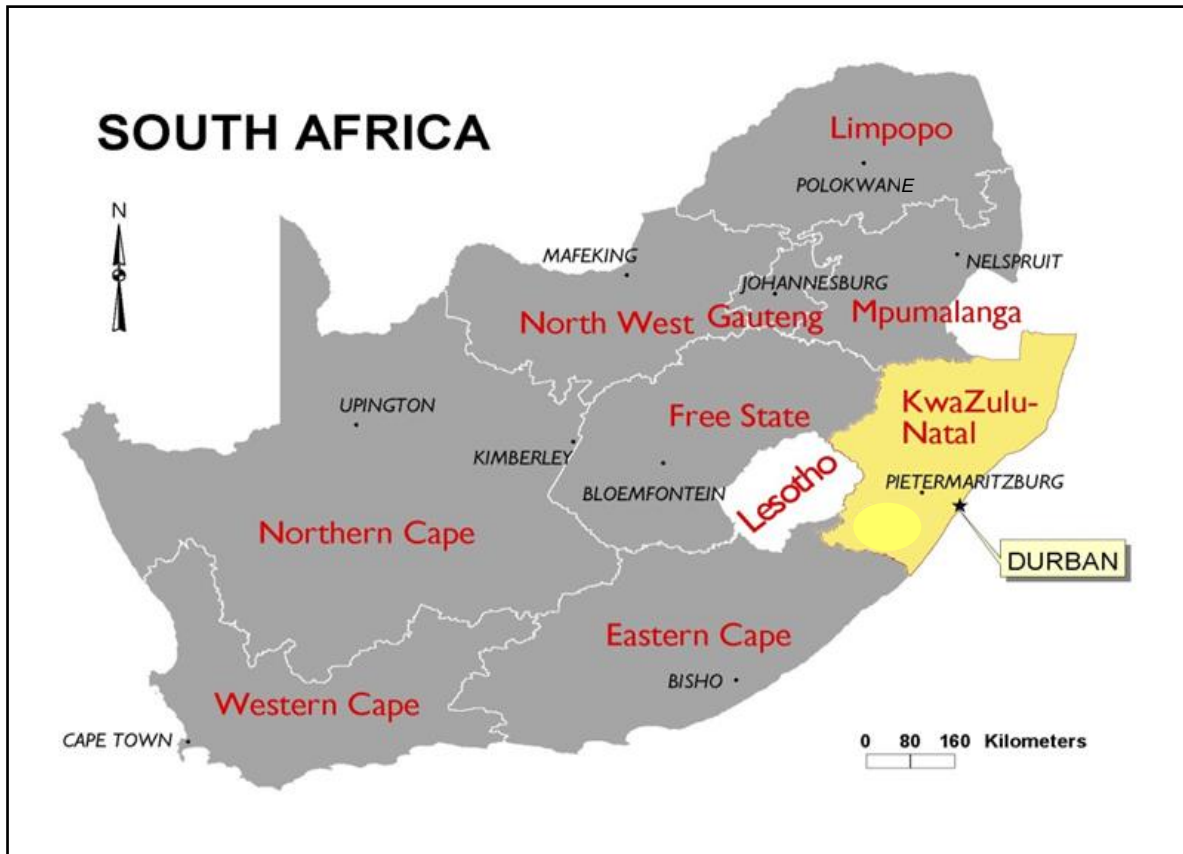 SOUTH AFRICA
N
Limpopo
POLOKWANE
MAFEKING
JOHANNESBURG
NELSPRUIT
North West
Gauteng
Mpumalanga
UPINGTON
KIMBERLEY
Free State
BLOEMFONTEIN
KwaZulu-
Natal
PIETERMARITZBURG
Lesotho
DURBAN
Northern Cape
Eastern Cape
BISHO
Western Cape
CAPE TOWN
0 80 160 Kilometers